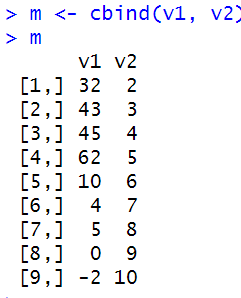 > m <- cbind(v1, v2)
> m
      v1 v2
 [1,] 32  2
 [2,] 43  3
 [3,] 45  4
 [4,] 62  5
 [5,] 10  6
 [6,]  4  7
 [7,]  5  8
 [8,]  0  9
 [9,] -2 10